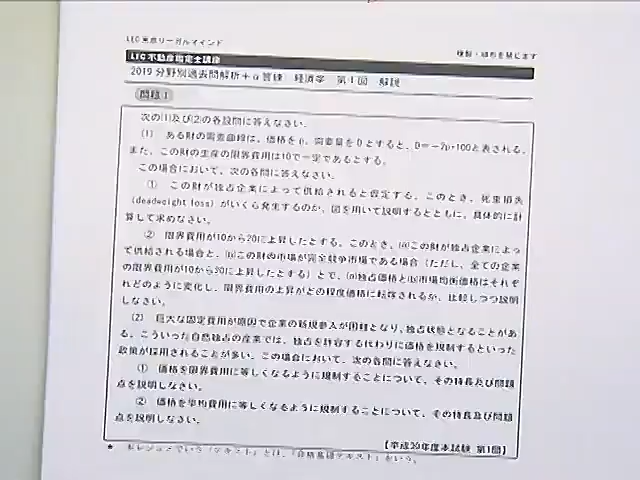 LEC東京リーガルマインド
複製・頒布を禁じます
LEC不動産鑑定士講座
2019 分野別過去問解析+α答練 経済学 第1回 解説
問題1
次の(1)及び(2)の各設問に答えなさい。
(1) ある財の需要曲線は、価格をp、需要量をDとすると、D=-2p+100と表される。
また、この財の生産の限界費用は10で一定であるとする。
この場合において、次の各問に答えなさい。
① この財が独占企業によって供給されると仮定する。このとき、死重損失
(deadweight loss)がいくら発生するのか、図を用いて説明するとともに、具体的に計
算して求めなさい。
② 限界費用が10から20に上昇したとする。このとき、(a)この財が独占企業によっ
て供給される場合と、(b)この財の市場が完全競争市場である場合(ただし、全ての企業
の限界費用が10から20に上昇したとする)とで、(a)独占価格と(b)市場均衡価格はそれぞ
れどのように変化し、限界費用の上昇がどの程度価格に転嫁されるか、比較しつつ説明
しなさい。
(2) 巨大な固定費用が原因で企業の新規参入が困難となり、独占状態となることがあ
る。こういった自然独占の産業では、独占を許容する代わりに価格を規制するといった
政策が採用されることが多い。この場合において、次の各問に答えなさい。
① 価格を限界費用に等しくなるように規制することについて、その特長及び問題
点を説明しなさい。
② 価格を平均費用に等しくなるように規制することについて、その特長及び問題
点を説明しなさい。
【平成29年度本試験 第1問】
★ 本レジュメでいう「テキスト」とは、「合格基礎テキスト」をいう。